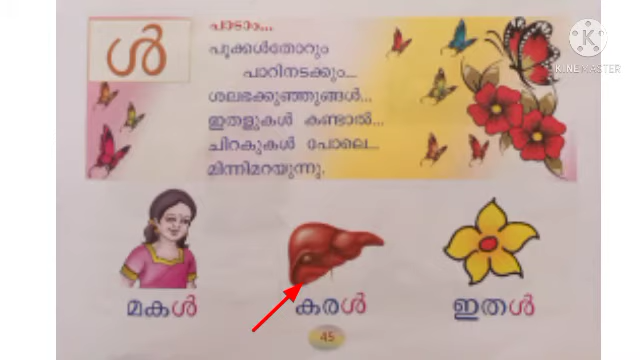 ൾ
പാടാം...
പൂക്കൾതോറും
പാറിനടക്കും...
ശലഭക്കുഞ്ഞുങ്ങൾ...
ഇതളുകൾ കണ്ടാൽ...
ചിറകുകൾ പോലെ...
മിന്നിമറയുന്നു.
KINEMASTER
മകൾ
കരൾ
ഇതൾ
45